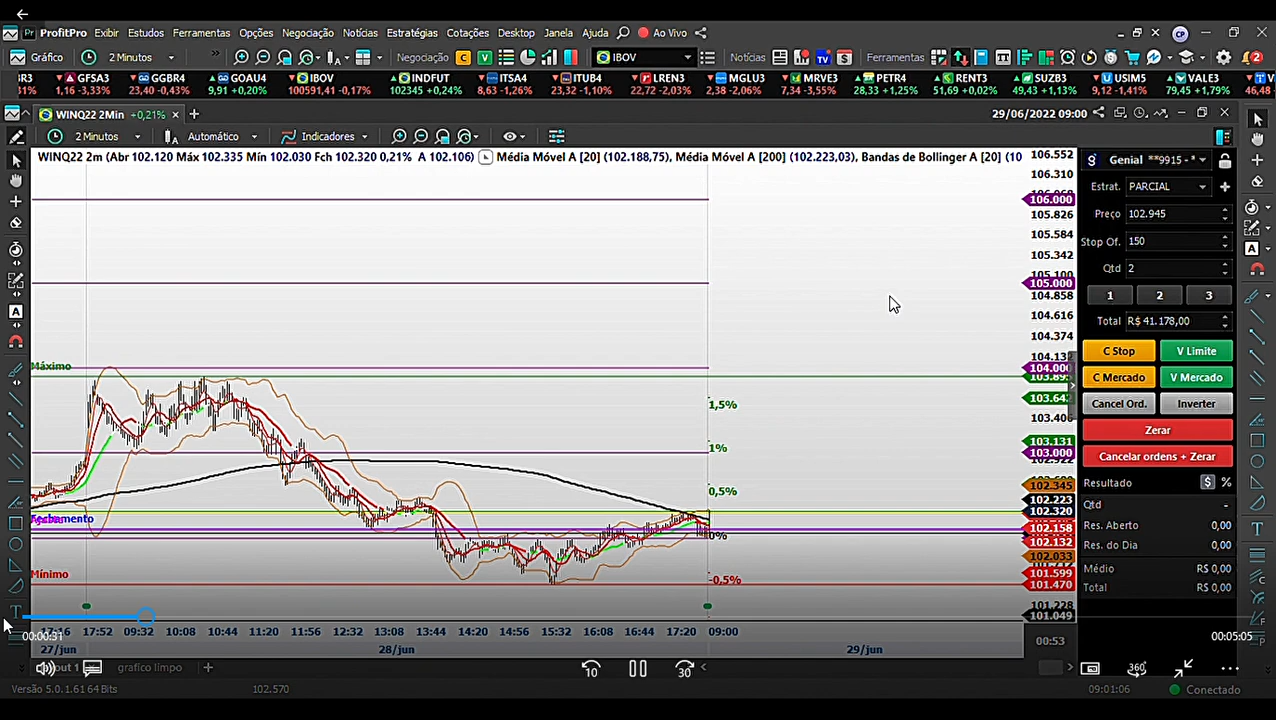 ProfitPro Exibir Estudos Ferramentas Opções Negociação Notícias Estratégias Cotações Desktop Janela Ajuda Ao Vivo CP
Gráfico 2 Minutos Negociação C V IBOV Notícias Ferramentas 2
GFSA3 GGBR4 GOAU4 IBOV INDFUT ITSA4 ITUB4 LREN3 MGLU3 MRVE3 PETR4 RENT3 SUZB3 USIM5 VALE3
1,16 -3,33% 23,40 -0,43% 9,91 +0,20% 100591,41 -0,17% 102345 +0,24% 8,63 -1,26% 23,32 -1,10% 22,72 -2,03% 2,38 -2,06% 7,34 -3,55% 28,33 +1,25% 51,69 +0,02% 49,43 +1,13% 9,12 -1,41% 79,45 +1,79% 46,48
WINQ22 2Min +0,21% 29/06/2022 09:00
2 Minutos Automático Indicadores
WINQ22 2m (Abr 102.120 Máx 102.335 Mín 102.030 Fch 102.320 0,21% A 102.106) Média Móvel A [20] (102.188,75), Média Móvel A [200] (102.223,03), Bandas de Bollinger A [20] (10
106.552
106.310
106.000
105.826
105.584
105.342
105.100
105.000
104.858
104.616
104.374
104.132
104.000
103.642
103.406
103.131
103.000
102.345
102.223
102.320
102.158
102.132
102.033
101.599
101.470
101.228
101.049
Máximo
Fechamento
Mínimo
1,5%
1%
0,5%
0%
-0,5%
17:52 09:32 10:08 10:44 11:20 11:56 12:32 13:08 13:44 14:20 14:56 15:32 16:08 16:44 17:20 09:00
27/jun 28/jun 29/jun
00:53
Genial **9915 - *
Estrat. PARCIAL
Preço 102.945
Stop Of. 150
Qtd 2
1 2 3
Total R$ 41.178,00
C Stop V Limite
C Mercado V Mercado
Cancel Ord. Inverter
Zerar
Cancelar ordens + Zerar
Resultado $ %
Qtd -
Res. Aberto 0,00
Res. do Dia 0,00
Médio R$ 0,00
Total R$ 0,00
00:00:31 00:05:05
grafico limpo +
10 30 360°
Versão 5.0.1.61 64 Bits 102.570 09:01:06 Conectado